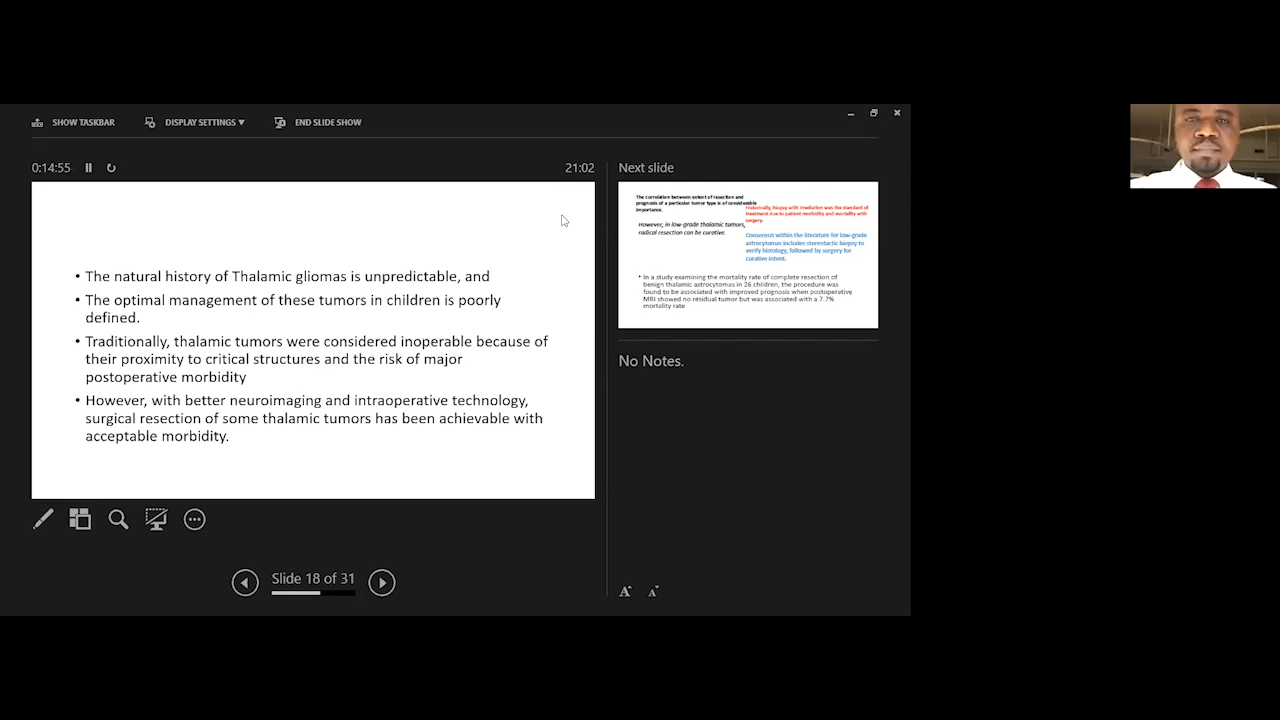 SHOW TASKBAR
DISPLAY SETTINGS ▼
END SLIDE SHOW
0:14:55
21:02
• The natural history of Thalamic gliomas is unpredictable, and
• The optimal management of these tumors in children is poorly
defined.
• Traditionally, thalamic tumors were considered inoperable because of
their proximity to critical structures and the risk of major
postoperative morbidity
• However, with better neuroimaging and intraoperative technology,
surgical resection of some thalamic tumors has been achievable with
acceptable morbidity.
Slide 18 of 31
Next slide
The correlation between extent of resection and
prognosis of a particular tumor type is of considerable
importance.
However, in low-grade thalamic tumors,
radical resection can be curative.
Historically, biopsy with irradiation was the standard of
treatment due to patient morbidity and mortality with
surgery.
Consensus within the literature for low-grade
astrocytomas includes stereotactic biopsy to
verify histology, followed by surgery for
curative intent.
• In a study examining the mortality rate of complete resection of
benign thalamic astrocytomas in 26 children, the procedure was
found to be associated with improved prognosis when postoperative
MRI showed no residual tumor but was associated with a 7.7%
mortality rate
No Notes.
A A